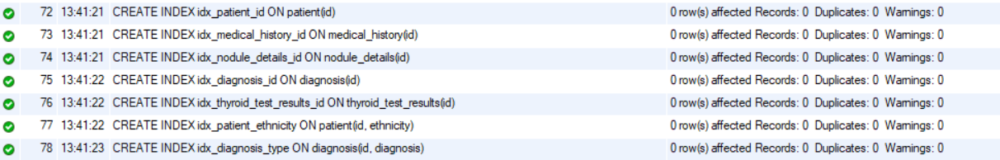 72 13:41:21 CREATE INDEX idx_patient_id ON patient(id) 0 row(s) affected Records: 0 Duplicates: 0 Warnings: 0
73 13:41:21 CREATE INDEX idx_medical_history_id ON medical_history(id) 0 row(s) affected Records: 0 Duplicates: 0 Warnings: 0
74 13:41:21 CREATE INDEX idx_nodule_details_id ON nodule_details(id) 0 row(s) affected Records: 0 Duplicates: 0 Warnings: 0
75 13:41:22 CREATE INDEX idx_diagnosis_id ON diagnosis(id) 0 row(s) affected Records: 0 Duplicates: 0 Warnings: 0
76 13:41:22 CREATE INDEX idx_thyroid_test_results_id ON thyroid_test_results(id) 0 row(s) affected Records: 0 Duplicates: 0 Warnings: 0
77 13:41:22 CREATE INDEX idx_patient_ethnicity ON patient(id, ethnicity) 0 row(s) affected Records: 0 Duplicates: 0 Warnings: 0
78 13:41:23 CREATE INDEX idx_diagnosis_type ON diagnosis(id, diagnosis) 0 row(s) affected Records: 0 Duplicates: 0 Warnings: 0